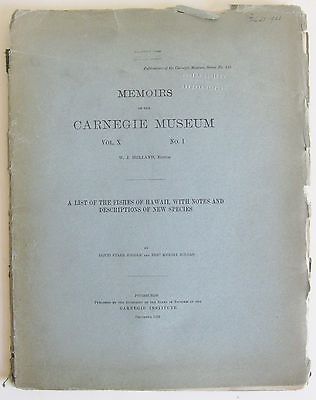 Publications of the Carnegie Museum, Serial No.
MEMOIRS
OF THE
CARNEGIE MUSEUM
VOL. X No. 1
W. J. HOLLAND, Editor
A LIST OF THE FISHES OF HAWAII, WITH NOTES AND
DESCRIPTIONS OF NEW SPECIES
BY
DAVID STARR JORDAN AND ERIC KNIGHT JORDAN
PITTSBURGH
PUBLISHED BY THE AUTHORITY OF THE BOARD OF TRUSTEES OF THE
CARNEGIE INSTITUTE
DECEMBER,